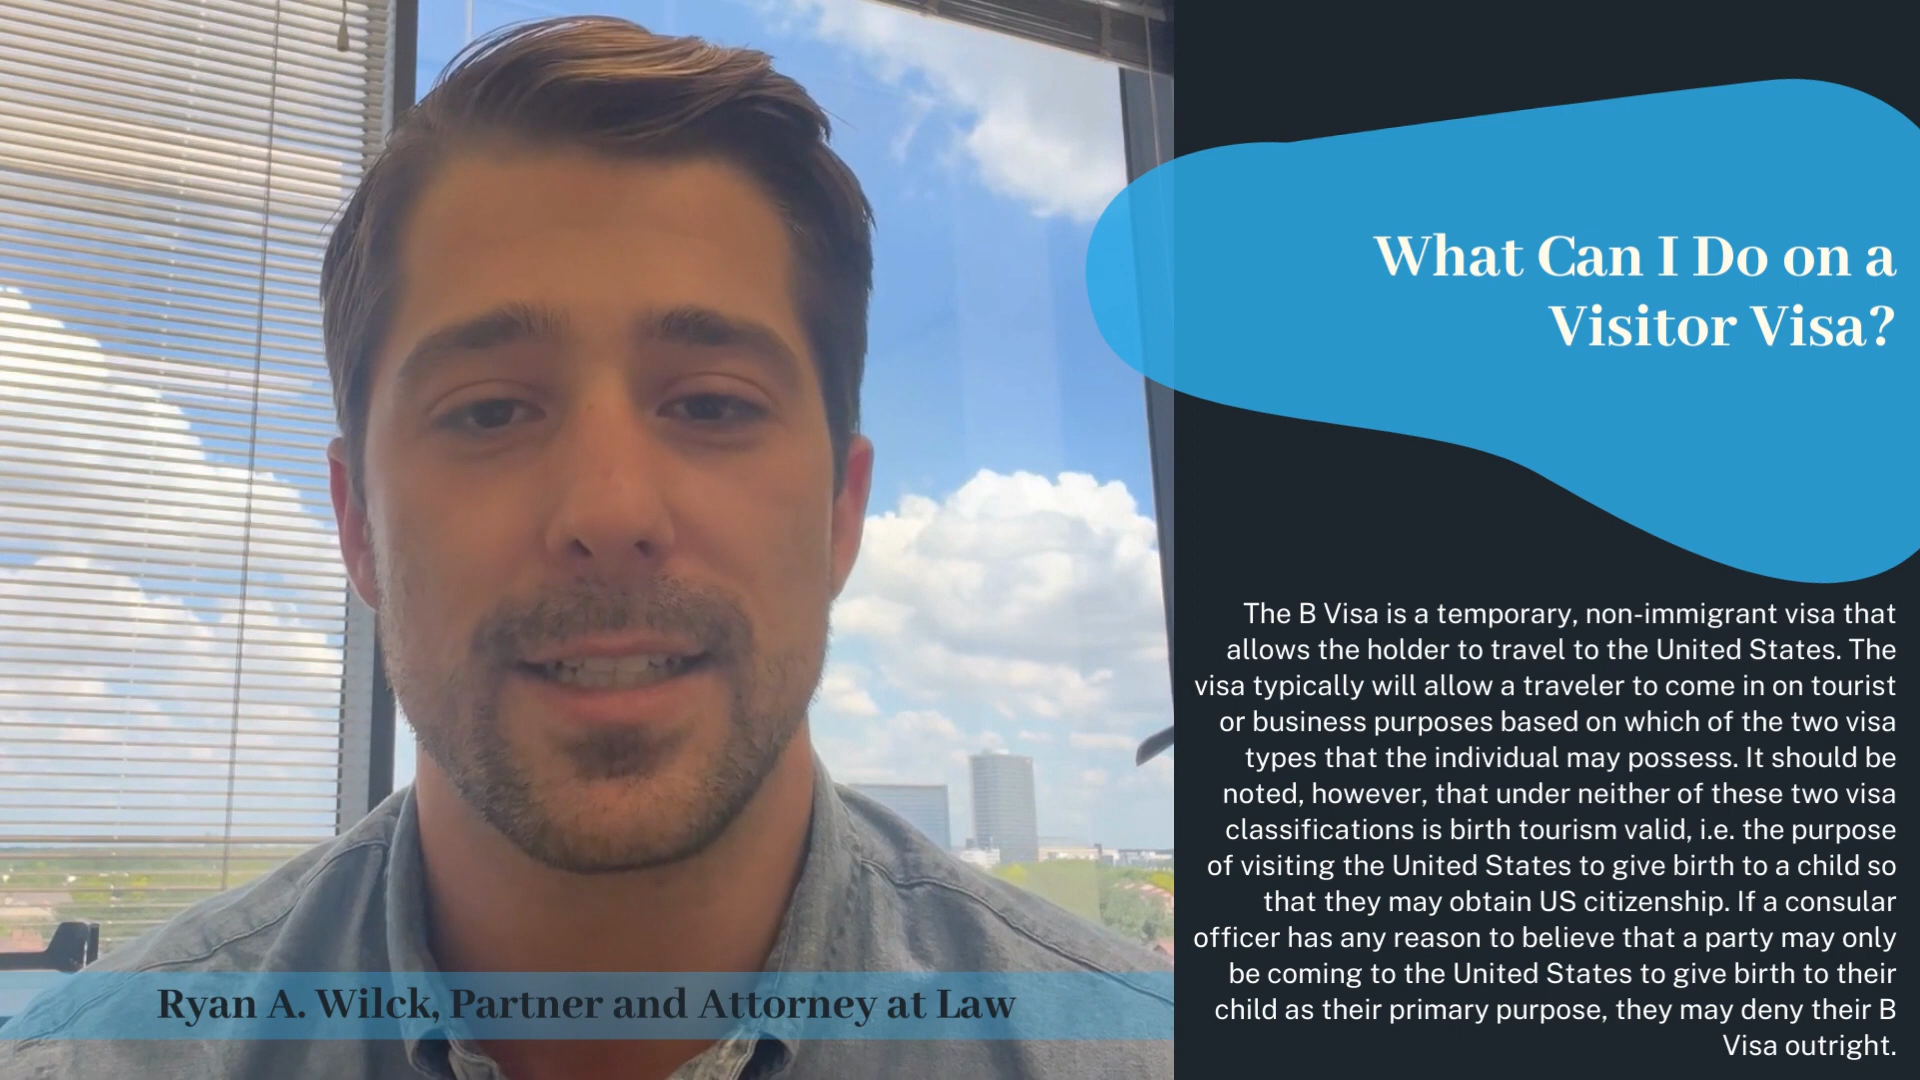 What Can I Do on a
Visitor Visa?
The B Visa is a temporary, non-immigrant visa that
allows the holder to travel to the United States. The
visa typically will allow a traveler to come in on tourist
or business purposes based on which of the two visa
types that the individual may possess. It should be
noted, however, that under neither of these two visa
classifications is birth tourism valid, i.e. the purpose
of visiting the United States to give birth to a child so
that they may obtain US citizenship. If a consular
officer has any reason to believe that a party may only
be coming to the United States to give birth to their
child as their primary purpose, they may deny their B
Visa outright.
Ryan A. Wilck, Partner and Attorney at Law